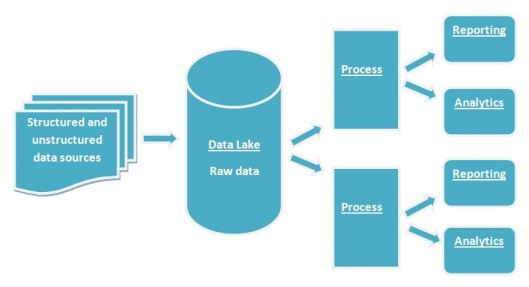 Structured and
unstructured
data sources
Data Lake
Raw data
Process
Reporting
Analytics
Process
Reporting
Analytics